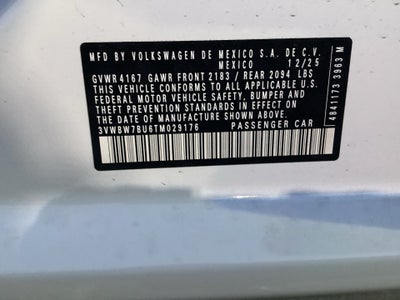 MFD BY VOLKSWAGEN DE MEXICO S.A. DE C.V.
MEXICO 12/25
GVWR4167 GAWR FRONT 2183 / REAR 2094 LBS
THIS VEHICLE CONFORMS TO ALL APPLICABLE U.S.
FEDERAL MOTOR VEHICLE SAFETY, BUMPER AND
THEFT PREVENTION STANDARDS IN EFFECT ON
THE DATE OF MANUFACTURE SHOWN ABOVE.
3VWBW7BU6TM029176 PASSENGER CAR
4841173 3963 M